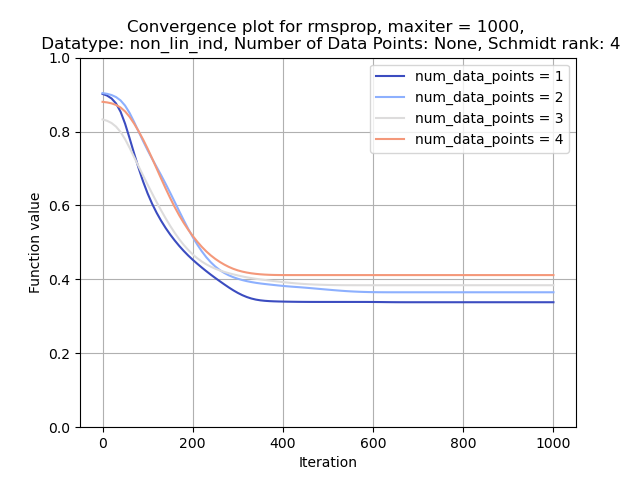 Convergence plot for rmsprop, maxiter = 1000,
Datatype: non_lin_ind, Number of Data Points: None, Schmidt rank: 4
num_data_points = 1
num_data_points = 2
num_data_points = 3
num_data_points = 4
Function value
1.0
0.8
0.6
0.4
0.2
0.0
0 200 400 600 800 1000
Iteration